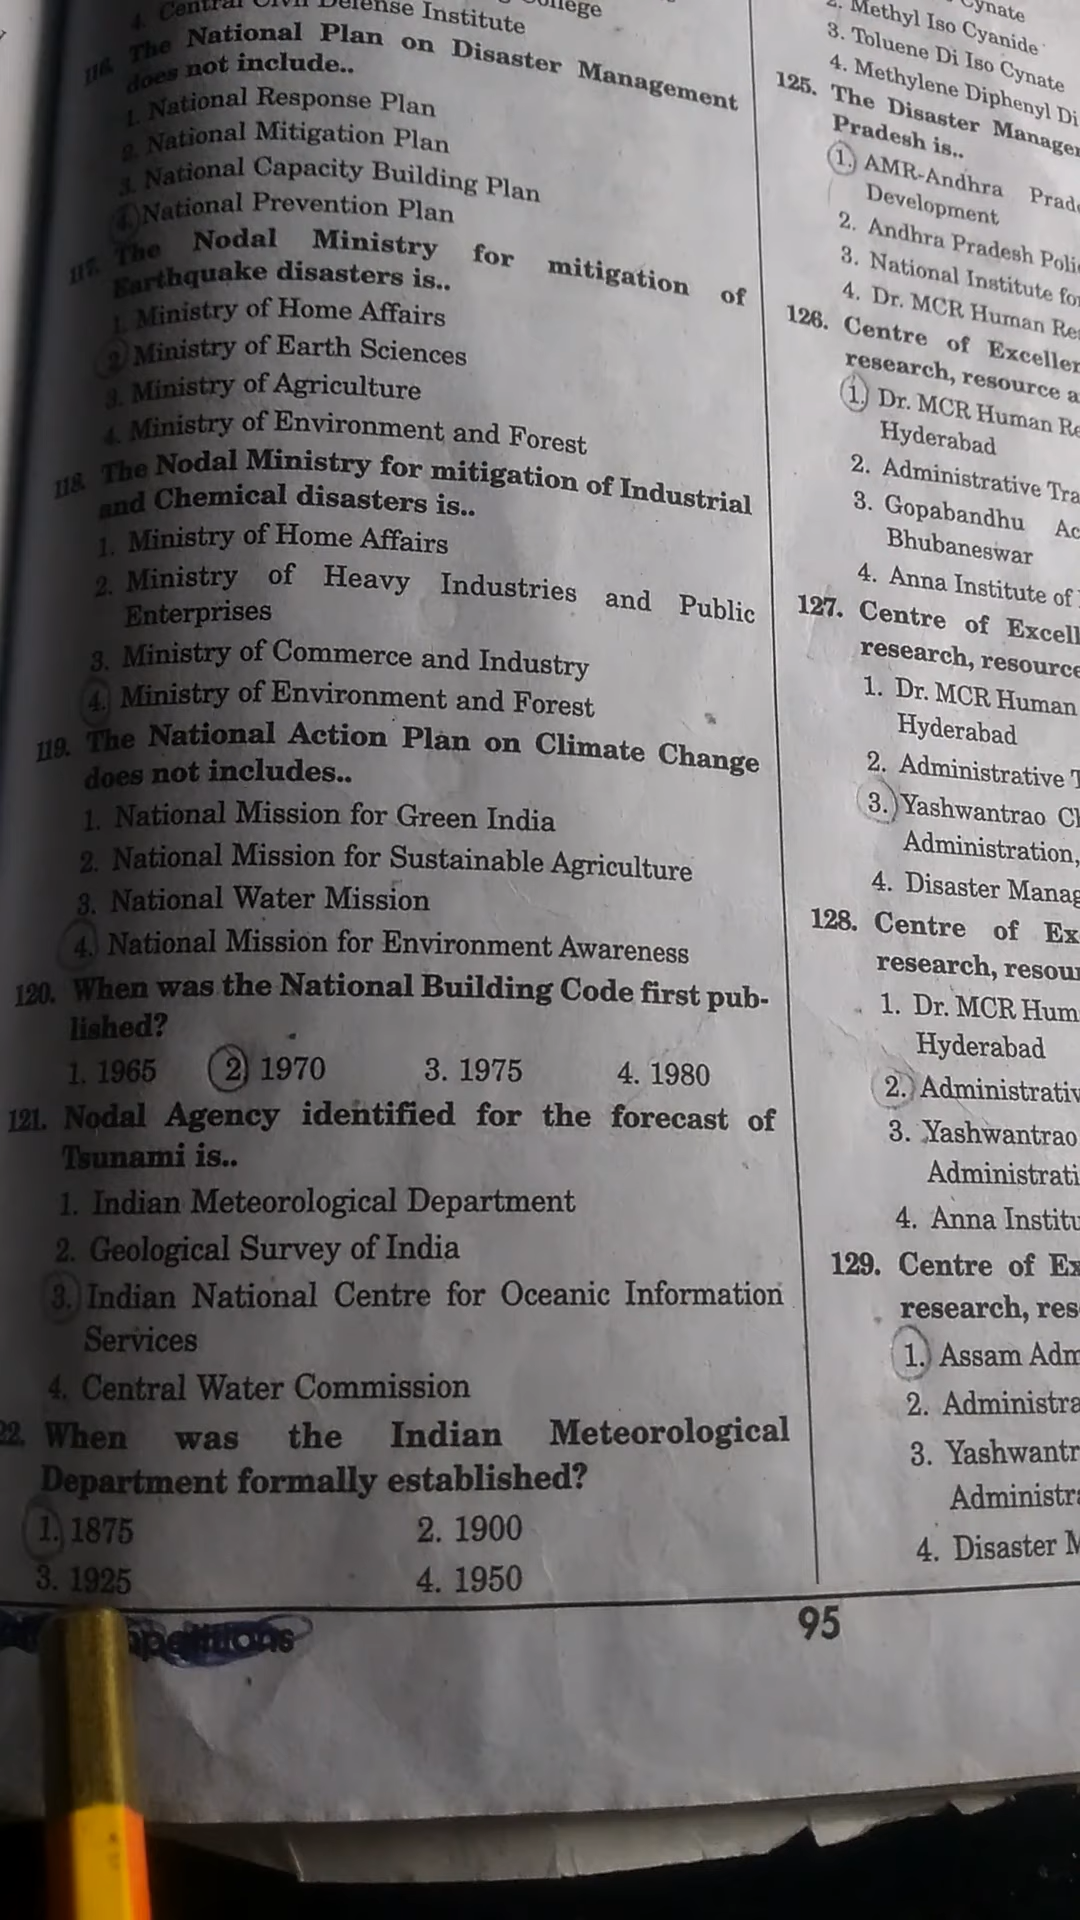 4. Central Civil Defense Institute
116. The National Plan on Disaster Management
does not include..
1. National Response Plan
2. National Mitigation Plan
3. National Capacity Building Plan
4. National Prevention Plan
117. The Nodal Ministry for mitigation of
Earthquake disasters is..
1. Ministry of Home Affairs
2. Ministry of Earth Sciences
3. Ministry of Agriculture
4. Ministry of Environment and Forest
118. The Nodal Ministry for mitigation of Industrial
and Chemical disasters is..
1. Ministry of Home Affairs
2. Ministry of Heavy Industries and Public
Enterprises
3. Ministry of Commerce and Industry
4. Ministry of Environment and Forest
119. The National Action Plan on Climate Change
does not includes..
1. National Mission for Green India
2. National Mission for Sustainable Agriculture
3. National Water Mission
4. National Mission for Environment Awareness
120. When was the National Building Code first pub-
lished?
1. 1965 2. 1970 3. 1975 4. 1980
121. Nodal Agency identified for the forecast of
Tsunami is..
1. Indian Meteorological Department
2. Geological Survey of India
3. Indian National Centre for Oceanic Information
Services
4. Central Water Commission
22. When was the Indian Meteorological
Department formally established?
1. 1875 2. 1900
3. 1925 4. 1950
2. Methyl Iso Cyanide
3. Toluene Di Iso Cynate
4. Methylene Diphenyl Di
125. The Disaster Manage
Pradesh is..
1. AMR-Andhra Prad
Development
2. Andhra Pradesh Poli
3. National Institute fo
4. Dr. MCR Human Re
126. Centre of Excelle
research, resource a
1. Dr. MCR Human Re
Hyderabad
2. Administrative Tra
3. Gopabandhu Ac
Bhubaneswar
4. Anna Institute of
127. Centre of Excell
research, resource
1. Dr. MCR Human
Hyderabad
2. Administrative T
3. Yashwantrao Ch
Administration,
4. Disaster Manag
128. Centre of Ex
research, resou
1. Dr. MCR Hum
Hyderabad
2. Administrativ
3. Yashwantrao
Administrati
4. Anna Institu
129. Centre of Ex
research, res
1. Assam Adm
2. Administra
3. Yashwantr
Administra
4. Disaster M
95